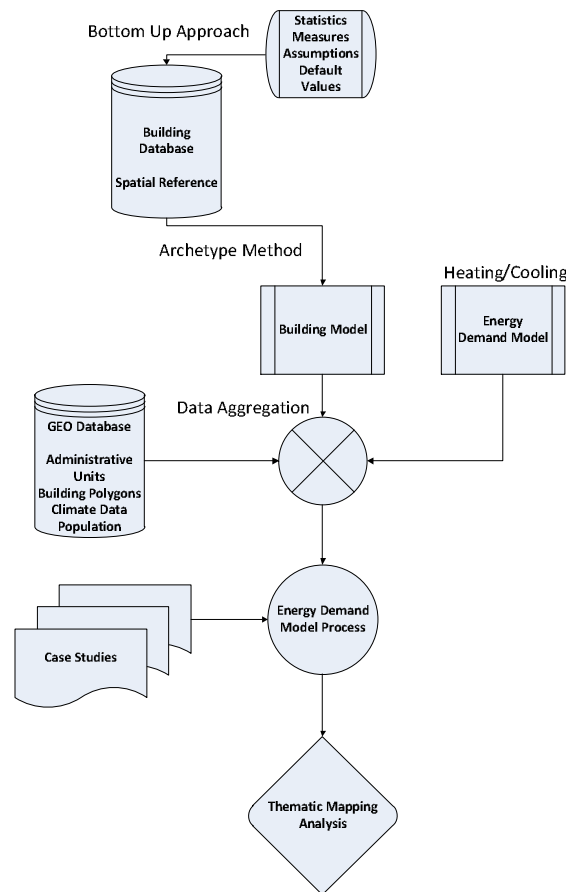 Bottom Up Approach
Statistics
Measures
Assumptions
Default
Values
Building
Database
Spatial Reference
Archetype Method
Heating/Cooling
Building Model
Energy
Demand Model
Data Aggregation
GEO Database
Administrative
Units
Building Polygons
Climate Data
Population
Energy Demand
Model Process
Case Studies
Thematic Mapping
Analysis